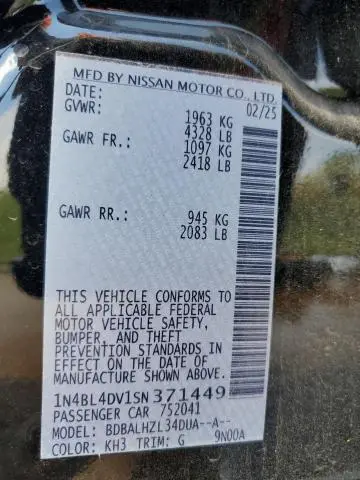 MFD BY NISSAN MOTOR CO., LTD.
DATE: 02/25
GVWR: 1963 KG
4328 LB
GAWR FR.: 1097 KG
2418 LB
GAWR RR.: 945 KG
2083 LB
THIS VEHICLE CONFORMS TO
ALL APPLICABLE FEDERAL
MOTOR VEHICLE SAFETY,
BUMPER, AND THEFT
PREVENTION STANDARDS IN
EFFECT ON THE DATE OF
MANUFACTURE SHOWN ABOVE.
1N4BL4DV1SN371449
PASSENGER CAR 752041
MODEL: BDBALHZL34DUA--A--
COLOR: KH3 TRIM: G 9N00A